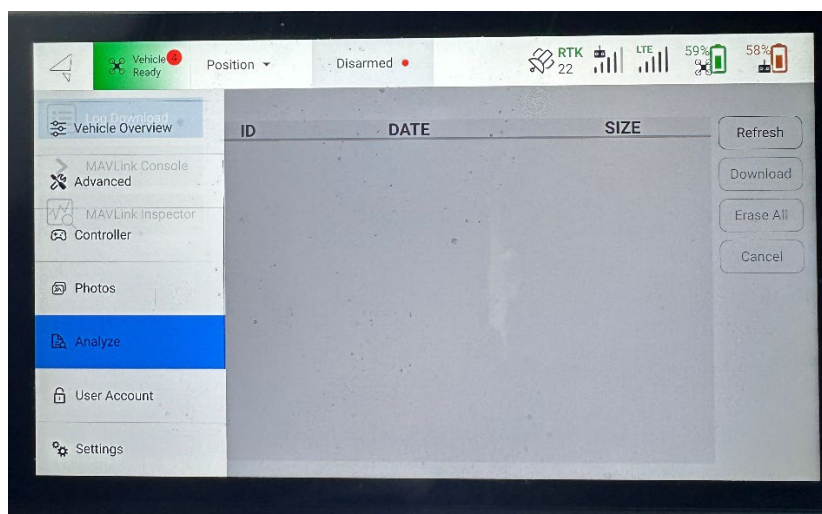 Vehicle 4
Ready
Position
Disarmed
RTK
22
LTE
59%
58%
Log Download
Vehicle Overview
MAVLink Console
Advanced
MAVLink Inspector
Controller
Photos
Analyze
User Account
Settings
ID DATE SIZE
Refresh
Download
Erase All
Cancel